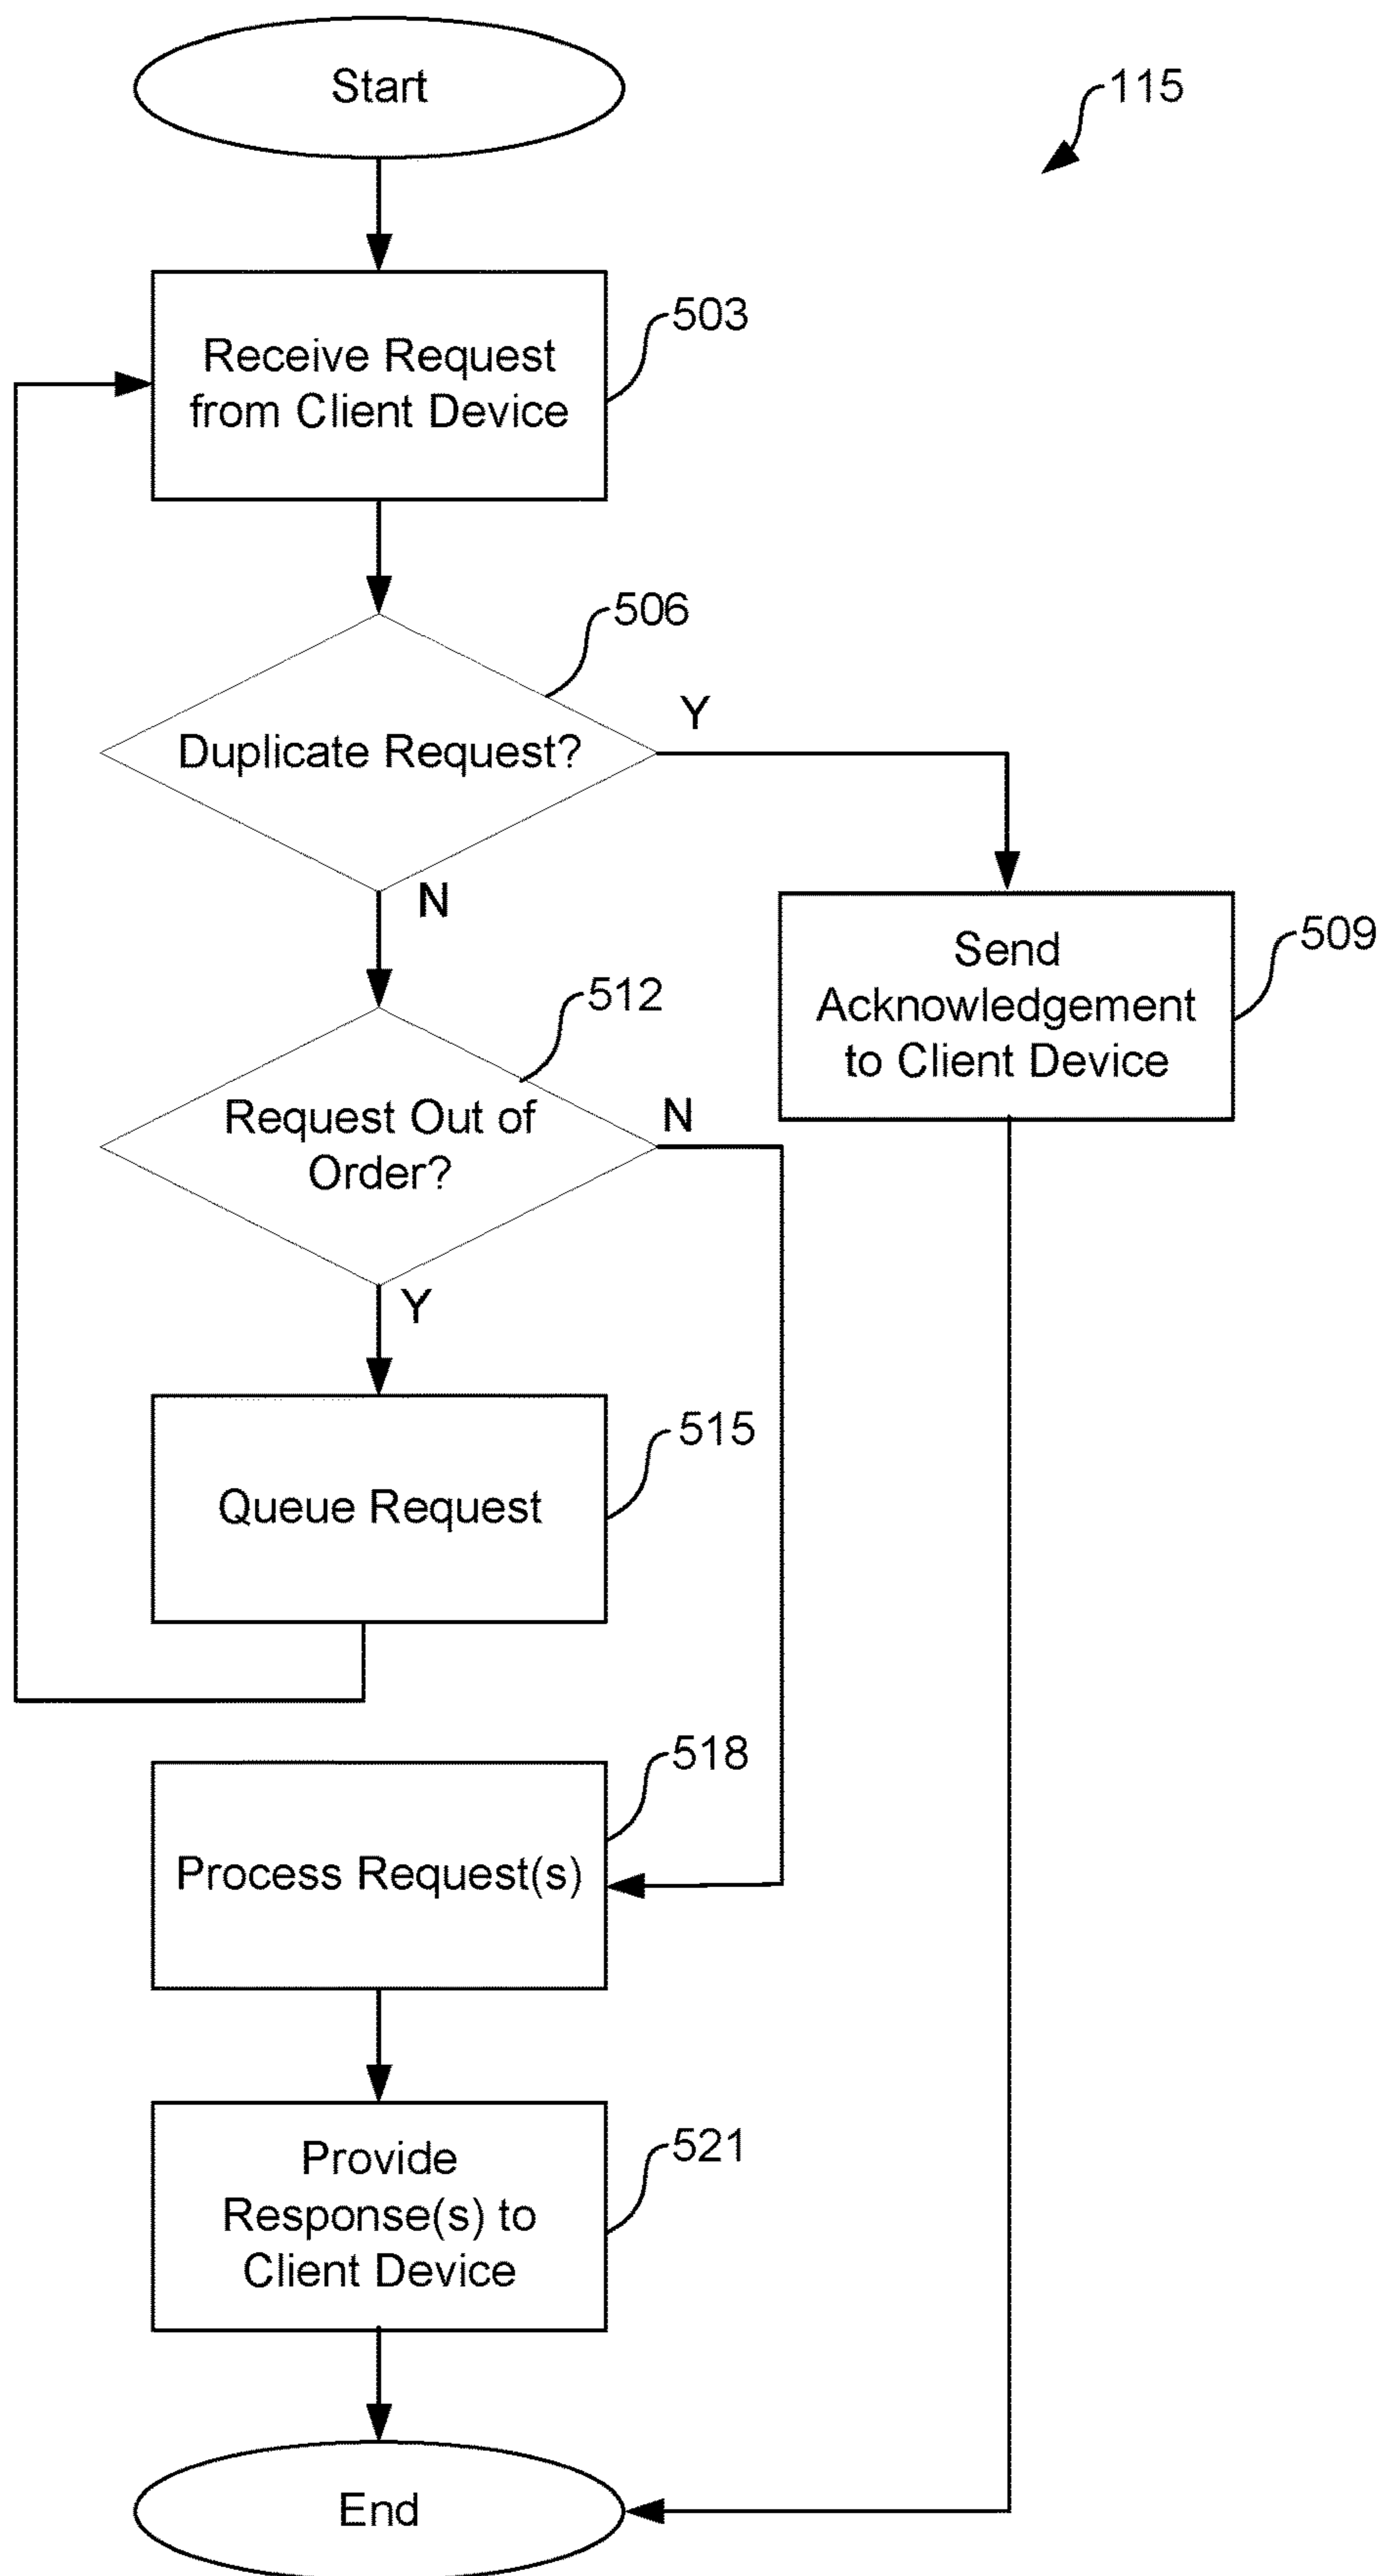 Start
115
503
Receive Request
from Client Device
506
Y
Duplicate Request?
N
509
Send
Acknowledgement
to Client Device
512
N
Request Out of
Order?
Y
515
Queue Request
518
Process Request(s)
521
Provide
Response(s) to
Client Device
End